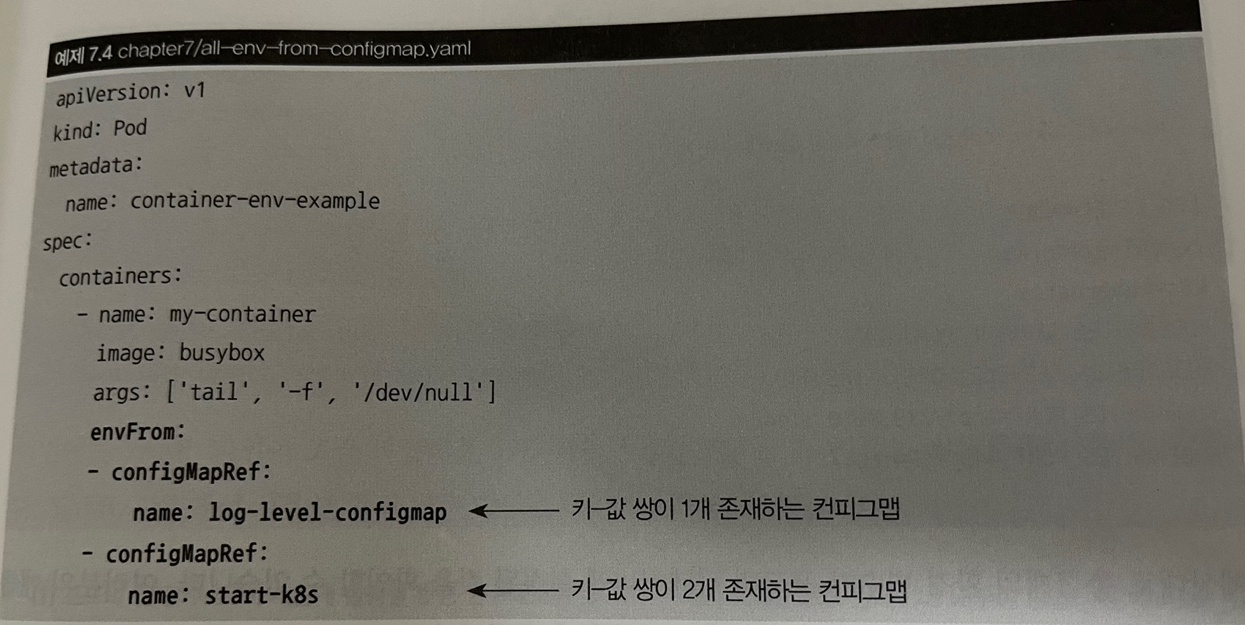 예제 7.4 chapter7/all-env-from-configmap.yaml
apiVersion: v1
kind: Pod
metadata:
  name: container-env-example
spec:
  containers:
    - name: my-container
      image: busybox
      args: ['tail', '-f', '/dev/null']
      envFrom:
      - configMapRef:
          name: log-level-configmap ← 키-값 쌍이 1개 존재하는 컨피그맵
      - configMapRef:
          name: start-k8s ← 키-값 쌍이 2개 존재하는 컨피그맵